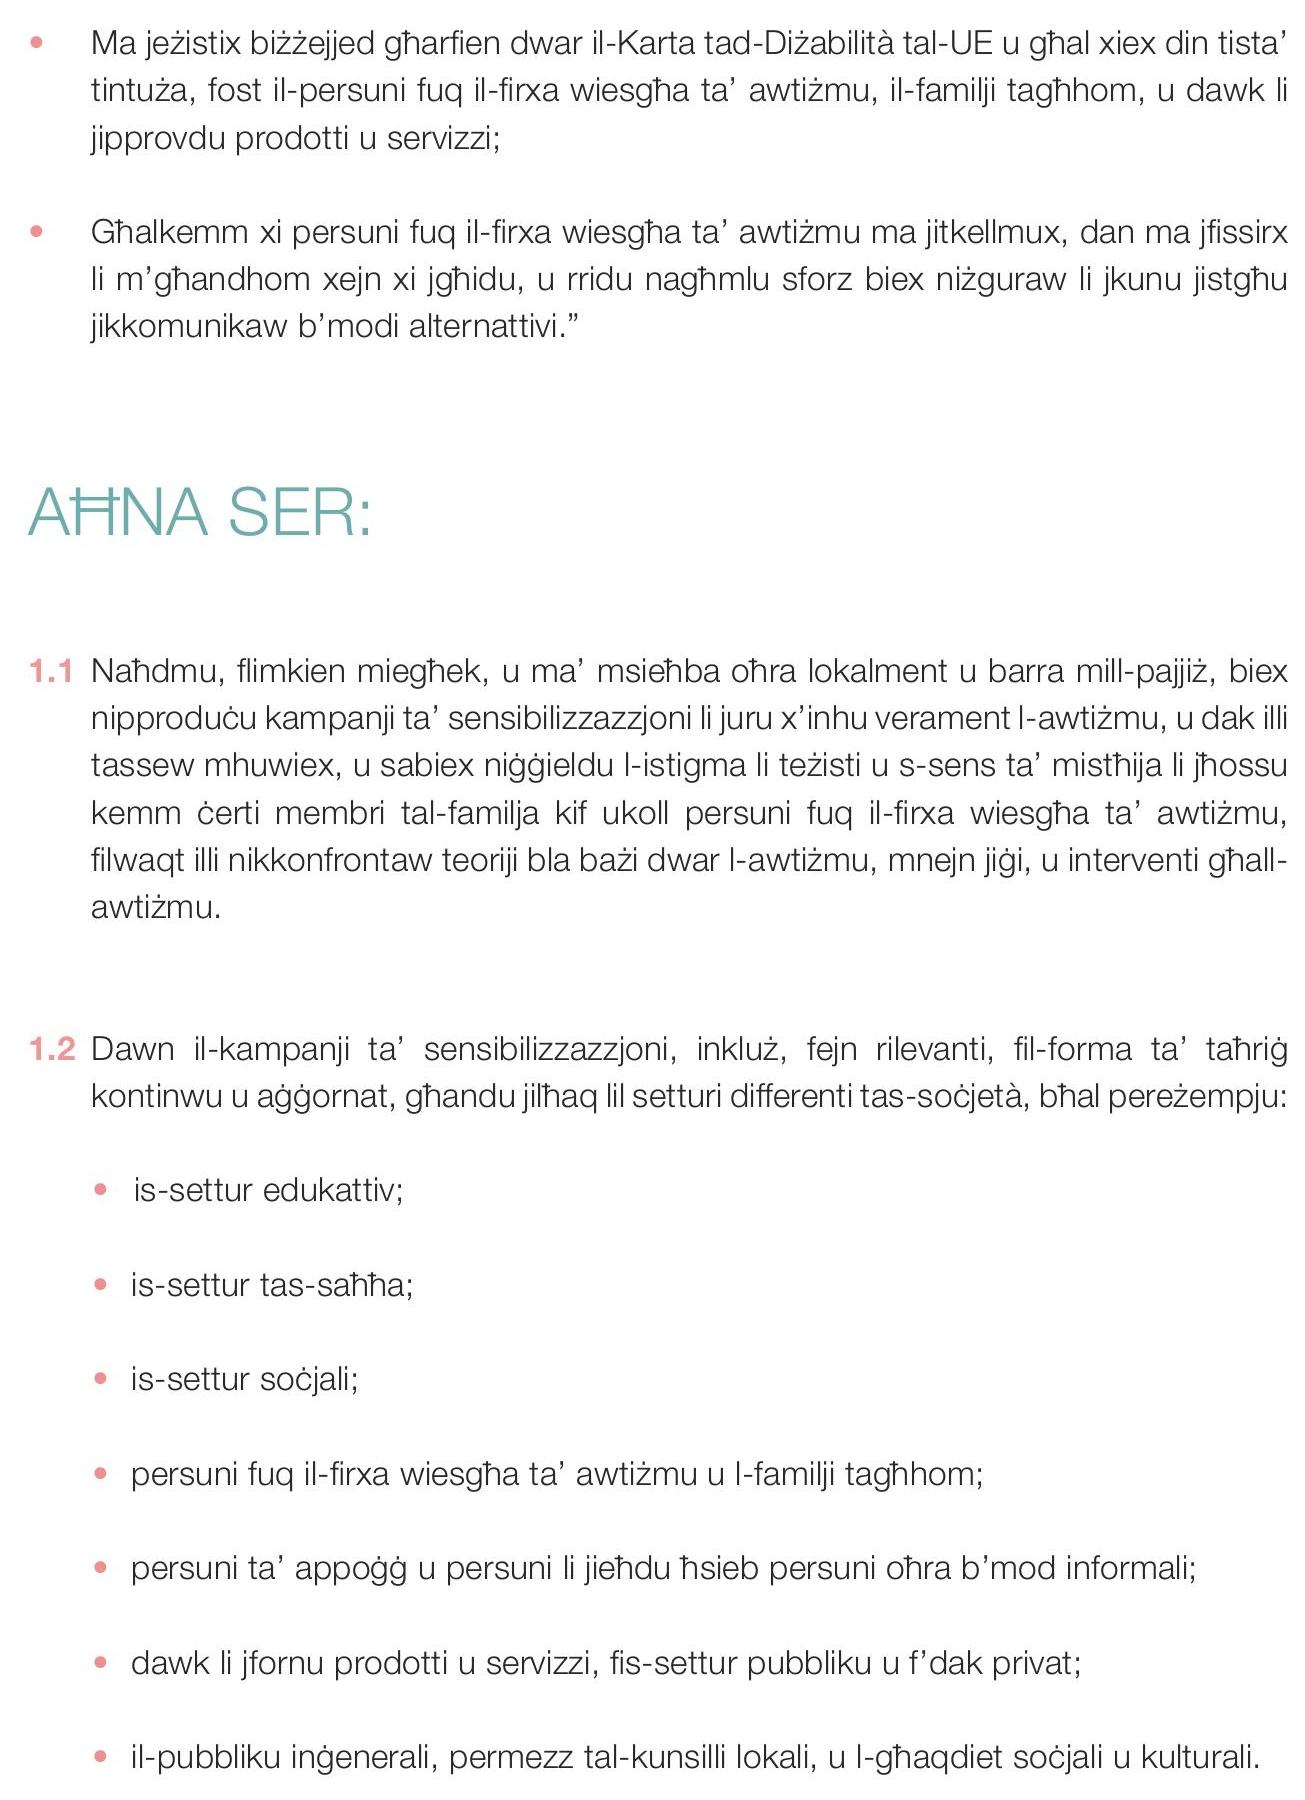 • Ma jeżistix biżżejjed għarfien dwar il-Karta tad-Diżabilità tal-UE u għal xiex din tista’
tintuża, fost il-persuni fuq il-firxa wiesgħa ta’ awtiżmu, il-familji tagħhom, u dawk li
jipprovdu prodotti u servizzi;
• Għalkemm xi persuni fuq il-firxa wiesgħa ta’ awtiżmu ma jitkellmux, dan ma jfissirx
li m’għandhom xejn xi jgħidu, u rridu nagħmlu sforz biex niżguraw li jkunu jistgħu
jikkomunikaw b’modi alternattivi.”
AĦNA SER:
1.1 Naħdmu, flimkien miegħek, u ma’ msieħba oħra lokalment u barra mill-pajjiż, biex
nipproduċu kampanji ta’ sensibilizzazzjoni li juru x’inhu verament l-awtiżmu, u dak illi
tassew mhuwiex, u sabiex niġġieldu l-istigma li teżisti u s-sens ta’ mistħija li jħossu
kemm ċerti membri tal-familja kif ukoll persuni fuq il-firxa wiesgħa ta’ awtiżmu,
filwaqt illi nikkonfrontaw teoriji bla bażi dwar l-awtiżmu, mnejn jiġi, u interventi għall-
awtiżmu.
1.2 Dawn il-kampanji ta’ sensibilizzazzjoni, inkluż, fejn rilevanti, fil-forma ta’ taħriġ
kontinwu u aġġornat, għandu jilħaq lil setturi differenti tas-soċjetà, bħal pereżempju:
• is-settur edukattiv;
• is-settur tas-saħħa;
• is-settur soċjali;
• persuni fuq il-firxa wiesgħa ta’ awtiżmu u l-familji tagħhom;
• persuni ta’ appoġġ u persuni li jieħdu ħsieb persuni oħra b’mod informali;
• dawk li jfornu prodotti u servizzi, fis-settur pubbliku u f’dak privat;
• il-pubbliku inġenerali, permezz tal-kunsilli lokali, u l-għaqdiet soċjali u kulturali.